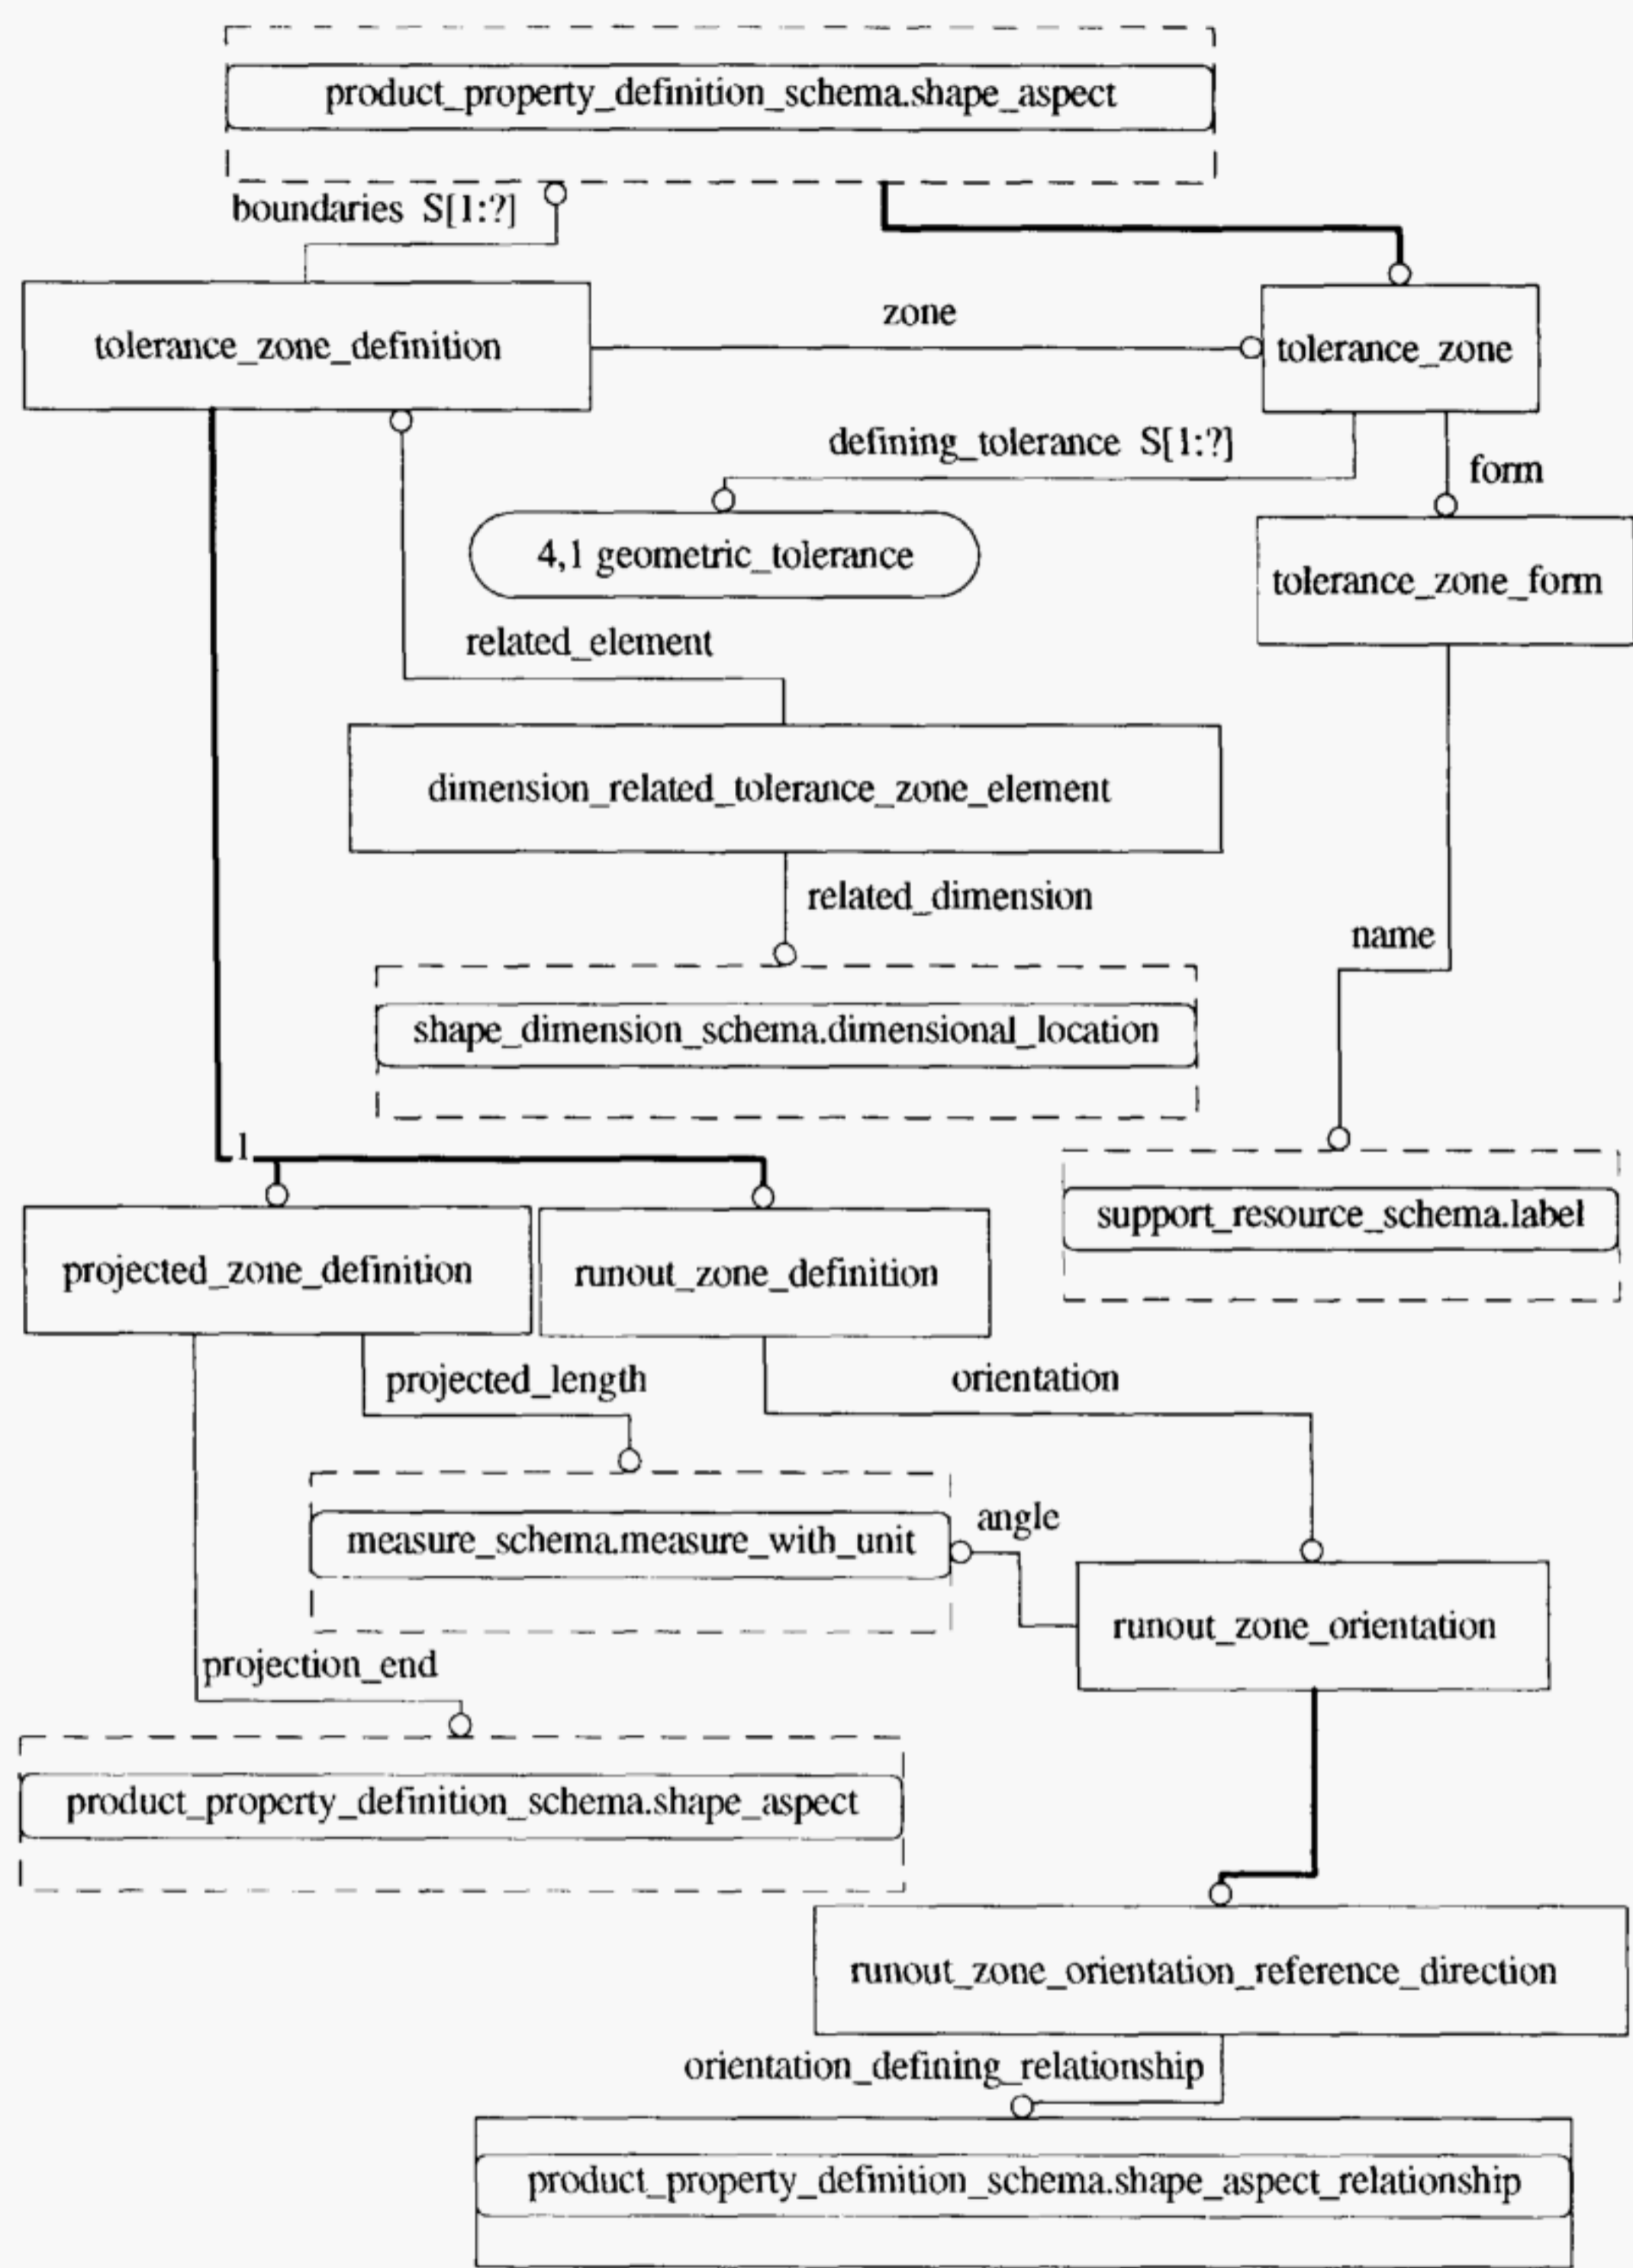 product_property_definition_schema.shape_aspect
boundaries S[1:?]
zone
tolerance_zone_definition
tolerance_zone
defining_tolerance S[1:?]
form
4,1 geometric_tolerance
tolerance_zone_form
related_element
dimension_related_tolerance_zone_element
related_dimension
name
shape_dimension_schema.dimensional_location
1
support_resource_schema.label
projected_zone_definition
runout_zone_definition
projected_length
orientation
angle
measure_schema.measure_with_unit
runout_zone_orientation
projection_end
product_property_definition_schema.shape_aspect
runout_zone_orientation_reference_direction
orientation_defining_relationship
product_property_definition_schema.shape_aspect_relationship